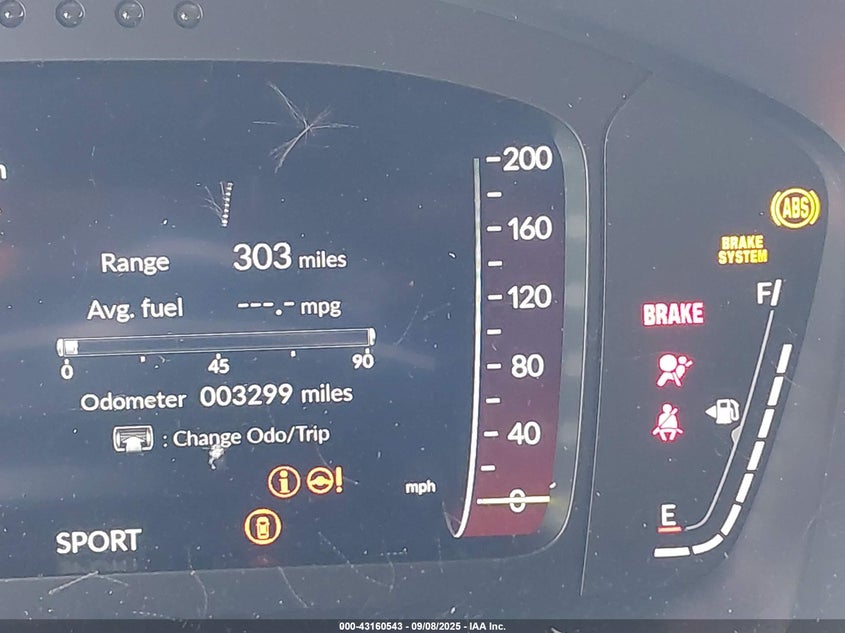 200
160
Range 303 miles
ABS
BRAKE
SYSTEM
120
F
Avg. fuel ---.- mpg
BRAKE
0 45 90
80
Odometer 003299 miles
: Change Odo/Trip
40
i !
mph
0
E
SPORT
000-43160543 - 09/08/2025 - IAA Inc.